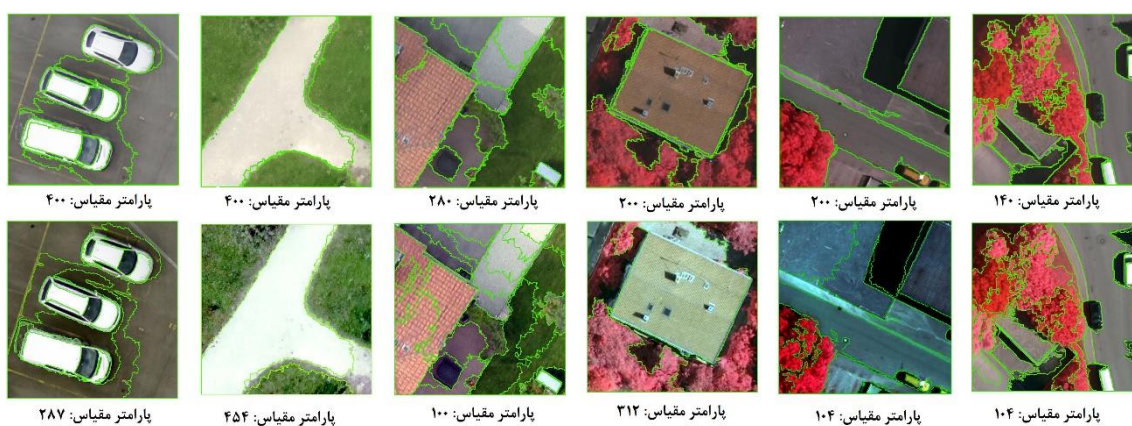 پارامتر مقیاس: ۴۰۰
پارامتر مقیاس: ۴۰۰
پارامتر مقیاس: ۲۸۰
پارامتر مقیاس: ۲۰۰
پارامتر مقیاس: ۲۰۰
پارامتر مقیاس: ۱۴۰
پارامتر مقیاس: ۲۸۷
پارامتر مقیاس: ۴۵۴
پارامتر مقیاس: ۱۰۰
پارامتر مقیاس: ۳۱۲
پارامتر مقیاس: ۱۰۴
پارامتر مقیاس: ۱۰۴